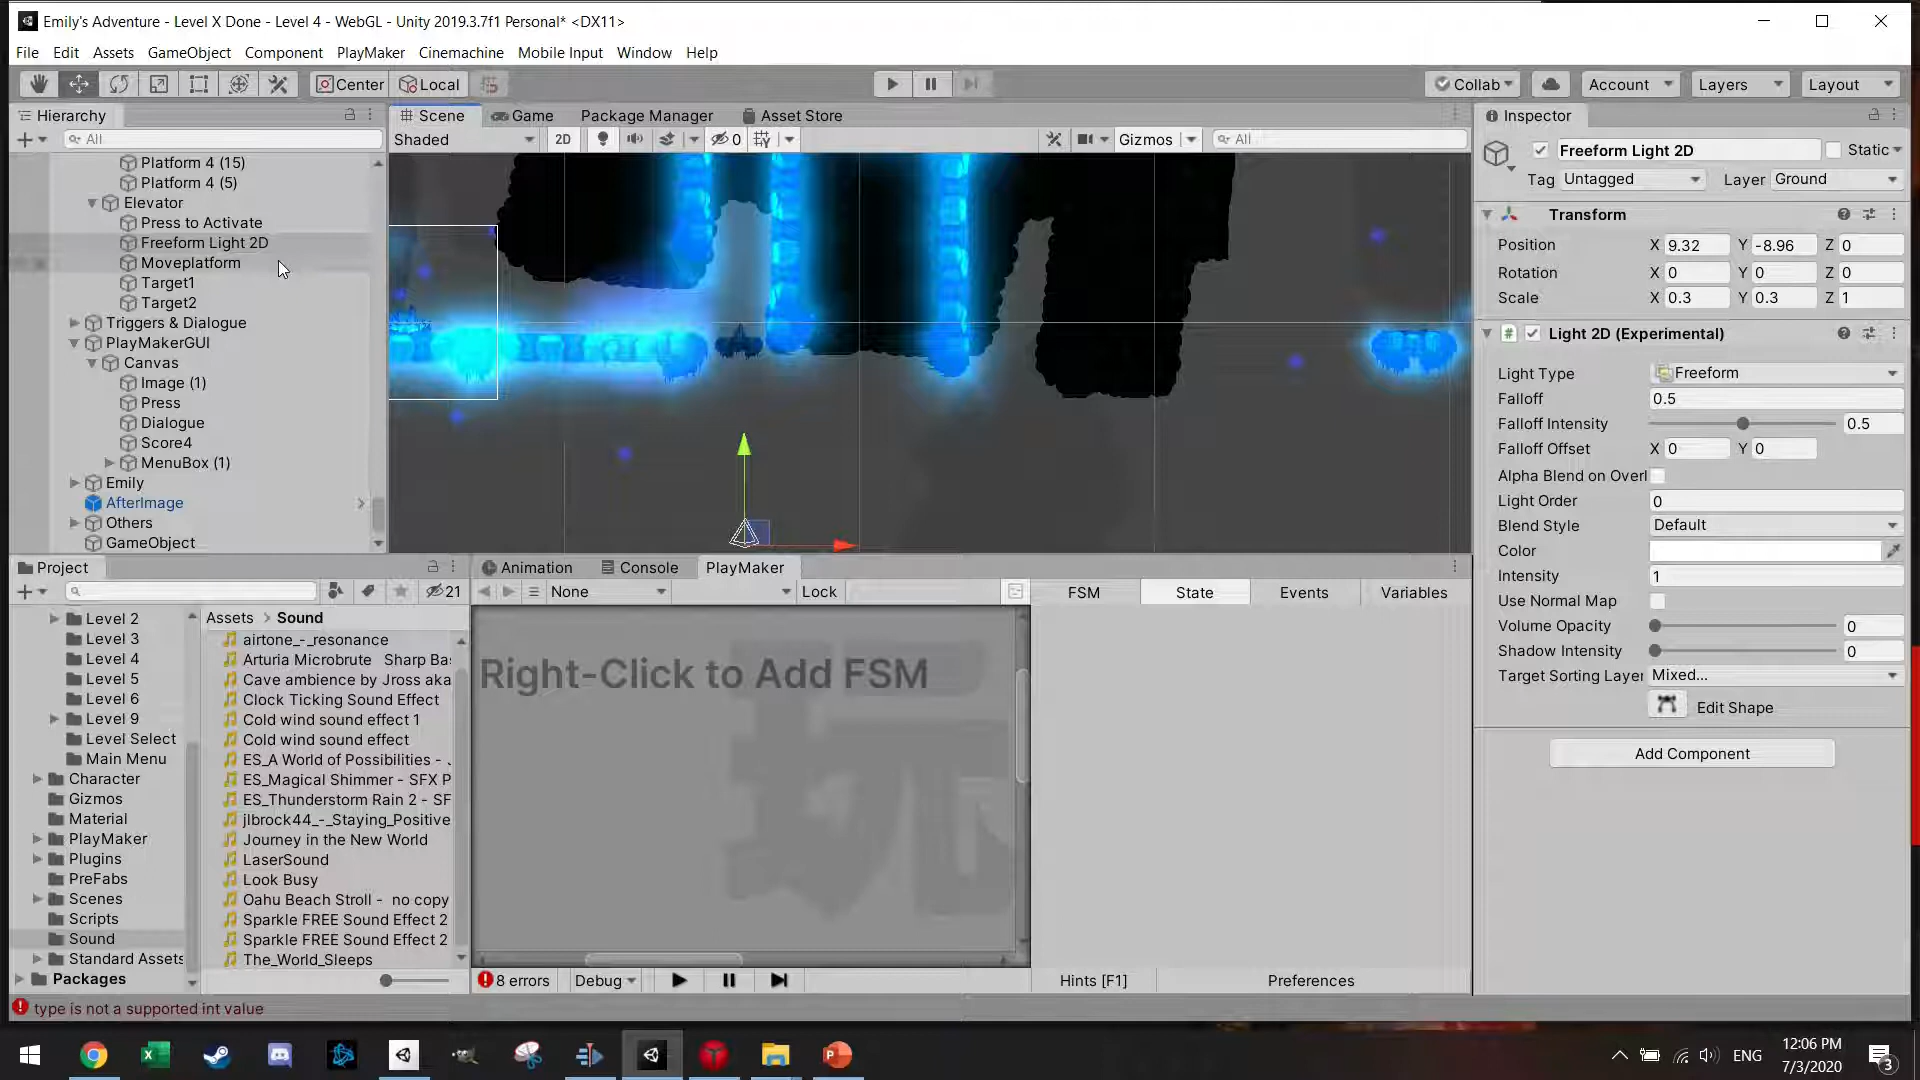 Emily's Adventure - Level X Done - Level 4 - WebGL - Unity 2019.3.7f1 Personal* <DX11>
File Edit Assets GameObject Component PlayMaker Cinemachine Mobile Input Window Help
Center Local Collab Account Layers Layout
Hierarchy
All
Platform 4 (15)
Platform 4 (5)
Elevator
Press to Activate
Freeform Light 2D
Moveplatform
Target1
Target2
Triggers & Dialogue
PlayMakerGUI
Canvas
Image (1)
Press
Dialogue
Score4
MenuBox (1)
Emily
AfterImage
Others
GameObject
Scene Game Package Manager Asset Store
Shaded 2D 0 Gizmos All
Inspector
Freeform Light 2D Static
Tag Untagged Layer Ground
Transform
Position X 9.32 Y -8.96 Z 0
Rotation X 0 Y 0 Z 0
Scale X 0.3 Y 0.3 Z 1
Light 2D (Experimental)
Light Type Freeform
Falloff 0.5
Falloff Intensity 0.5
Falloff Offset X 0 Y 0
Alpha Blend on Overl
Light Order 0
Blend Style Default
Color
Intensity 1
Use Normal Map
Volume Opacity 0
Shadow Intensity 0
Target Sorting Layer Mixed...
Edit Shape
Add Component
Project
21
Level 2
Level 3
Level 4
Level 5
Level 6
Level 9
Level Select
Main Menu
Character
Gizmos
Material
PlayMaker
Plugins
PreFabs
Scenes
Scripts
Sound
Standard Assets
Packages
Assets > Sound
airtone_-_resonance
Arturia Microbrute Sharp Ba
Cave ambience by Jross aka
Clock Ticking Sound Effect
Cold wind sound effect 1
Cold wind sound effect
ES_A World of Possibilities -
ES_Magical Shimmer - SFX P
ES_Thunderstorm Rain 2 - SF
jlbrock44_-_Staying_Positive
Journey in the New World
LaserSound
Look Busy
Oahu Beach Stroll - no copy
Sparkle FREE Sound Effect 2
Sparkle FREE Sound Effect 2
The_World_Sleeps
Animation Console PlayMaker
None Lock
FSM State Events Variables
Right-Click to Add FSM
8 errors Debug Hints [F1] Preferences
type is not a supported int value
ENG
12:06 PM
7/3/2020
3